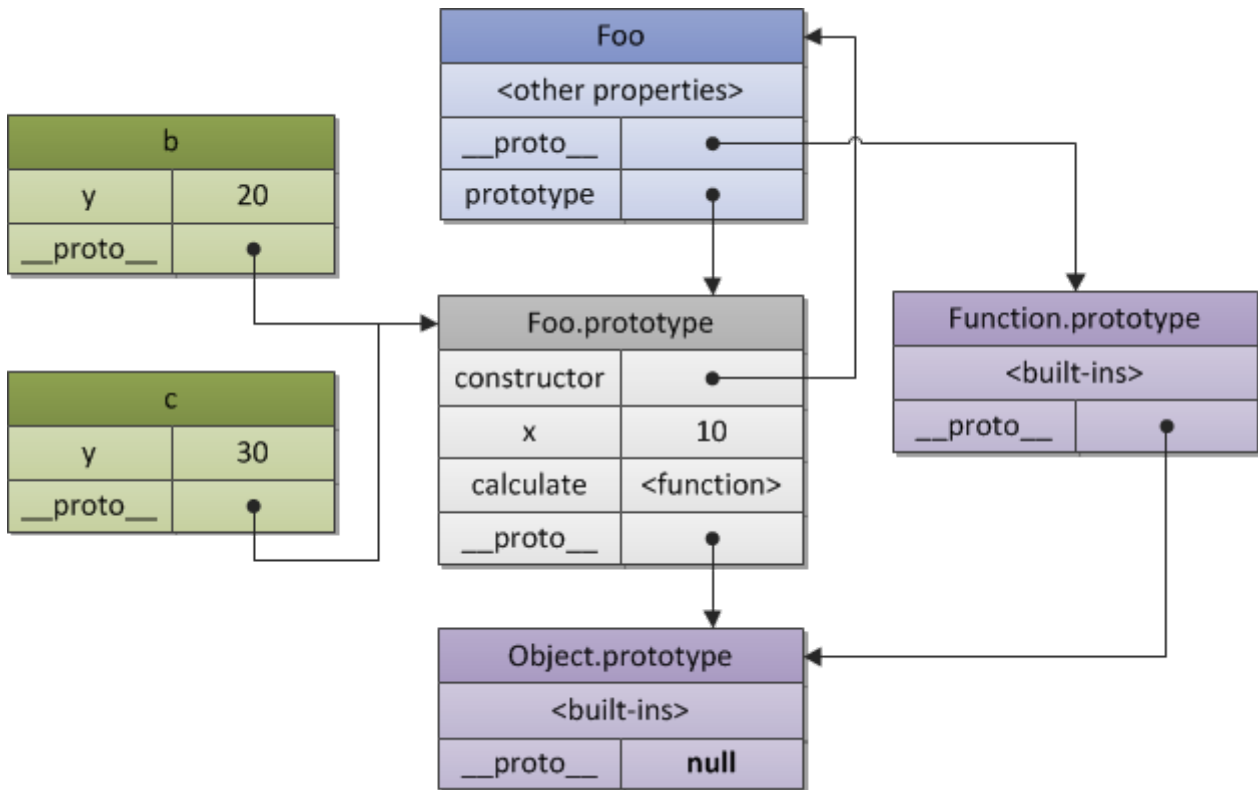 Foo
<other properties>
__proto__
prototype
b
y 20
__proto__
c
y 30
__proto__
Foo.prototype
constructor
x 10
calculate <function>
__proto__
Function.prototype
<built-ins>
__proto__
Object.prototype
<built-ins>
__proto__ null